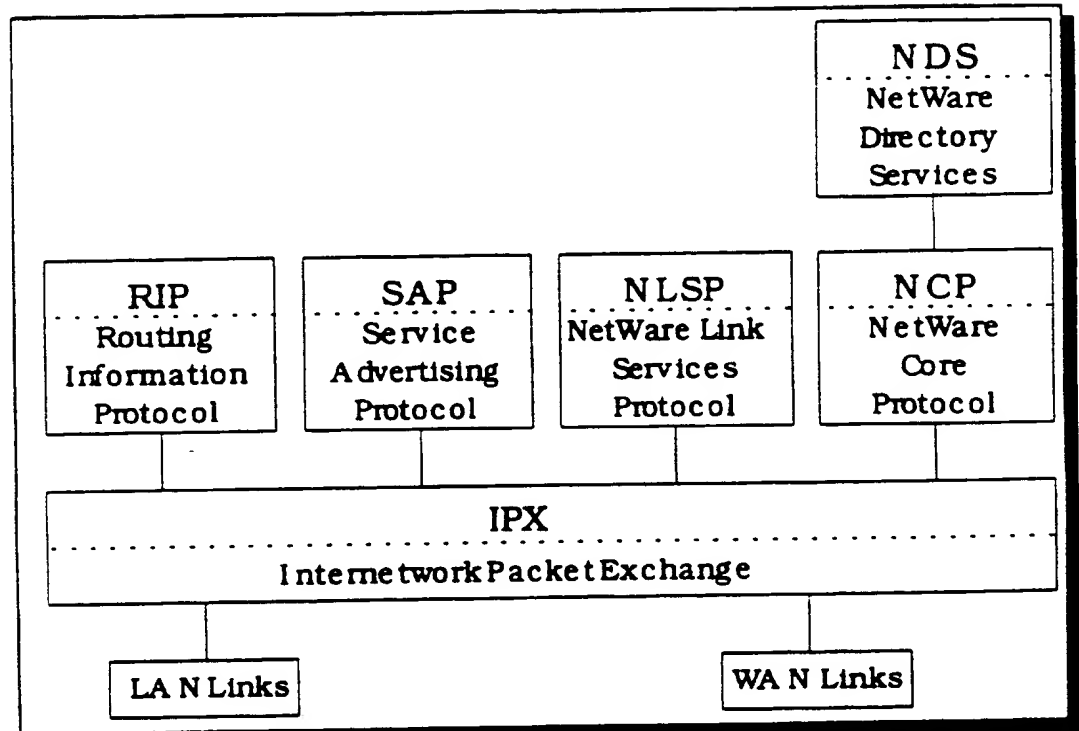 NDS
NetWare
Directory
Services
RIP
Routing
Information
Protocol
SAP
Service
Advertising
Protocol
NLSP
NetWare Link
Services
Protocol
NCP
NetWare
Core
Protocol
IPX
Internetwork Packet Exchange
LAN Links
WAN Links